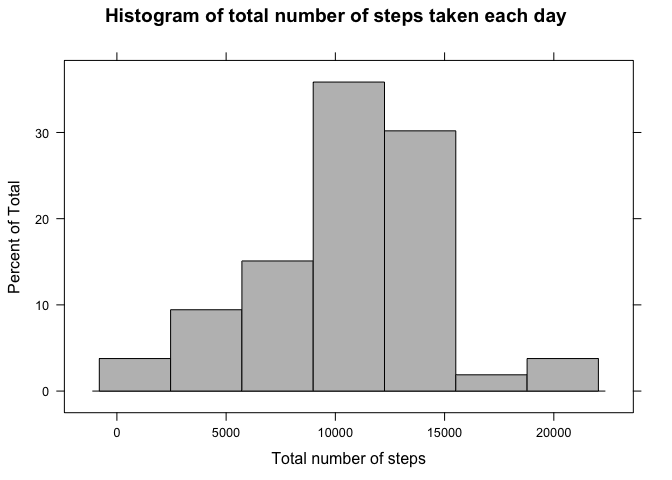 Histogram of total number of steps taken each day
Percent of Total
30
20
10
0
0 5000 10000 15000 20000
Total number of steps